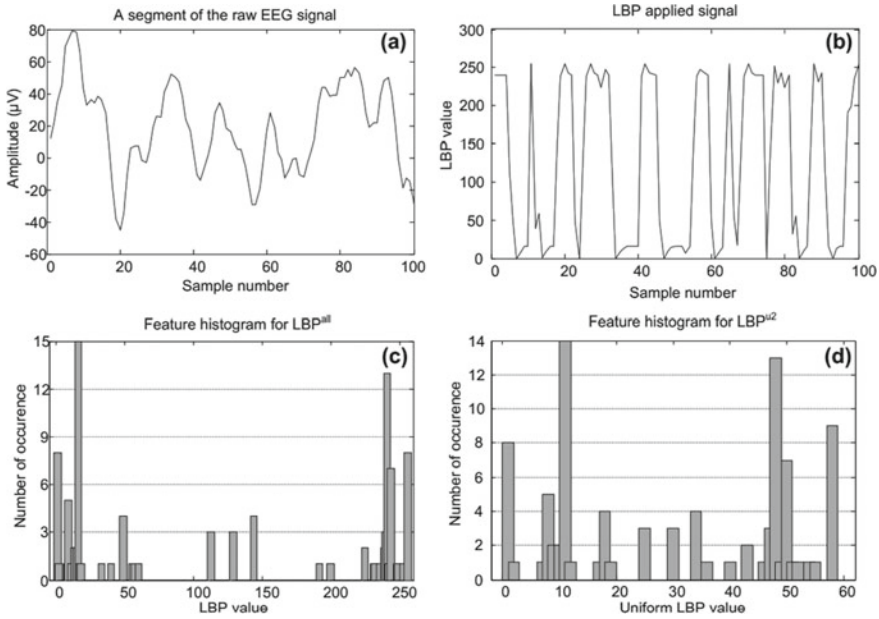 A segment of the raw EEG signal
(a)
Amplitude (µV)
80
60
40
20
0
-20
-40
-60
0 20 40 60 80 100
Sample number
LBP applied signal
(b)
LBP value
300
250
200
150
100
50
0
0 20 40 60 80 100
Sample number
Feature histogram for LBP^all
(c)
Number of occurence
15
12
9
6
3
0
0 50 100 150 200 250
LBP value
Feature histogram for LBP^u2
(d)
Number of occurence
14
12
10
8
6
4
2
0
0 10 20 30 40 50 60
Uniform LBP value